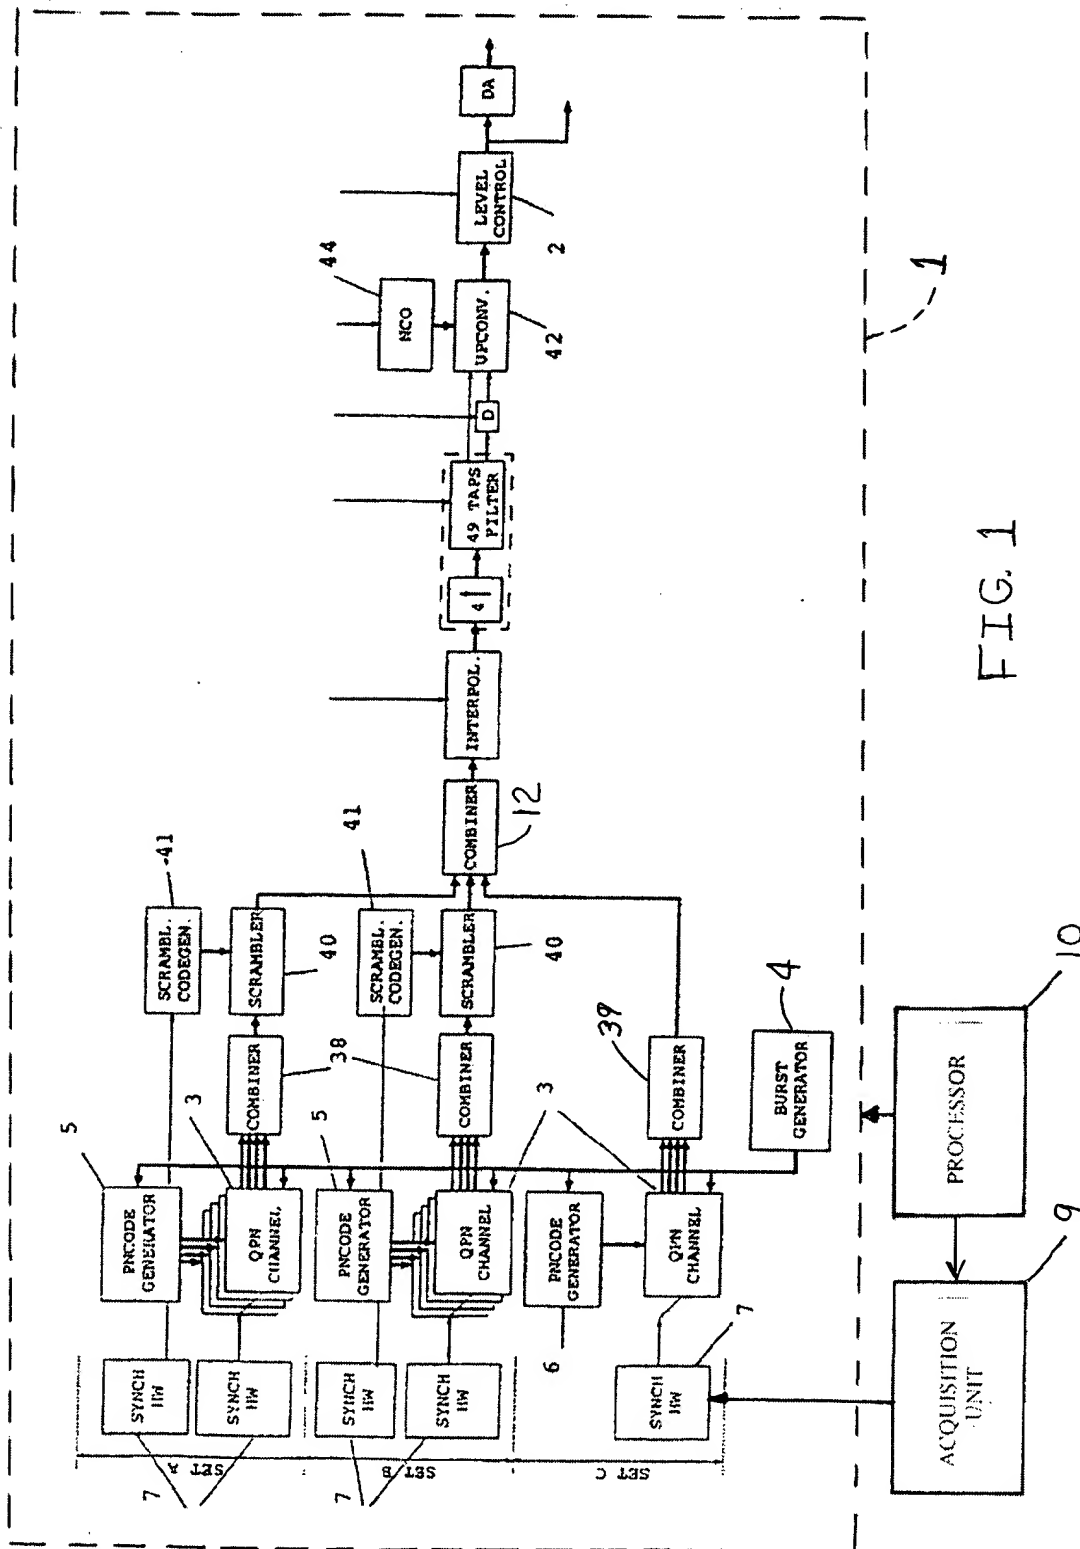 SET A
SET B
SET C
7
SYNCH
HW
SYNCH
HW
7
SYNCH
HW
SYNCH
HW
SYNCH
HW
7
5
PNCODE
GENERATOR
3
QPN
CHANNEL
5
PNCODE
GENERATOR
QPN
CHANNEL
3
6
PNCODE
GENERATOR
QPN
CHANNEL
COMBINER
38
COMBINER
39
COMBINER
BURST
GENERATOR
4
41
SCRAMBL.
CODEGEN.
SCRAMBLER
40
41
SCRAMBL.
CODEGEN.
SCRAMBLER
40
COMBINER
12
INTERPOL.
4
49 TAPS
FILTER
D
44
NCO
UPCONV.
42
LEVEL
CONTROL
2
DA
1
ACQUISITION
UNIT
9
PROCESSOR
10
FIG. 1